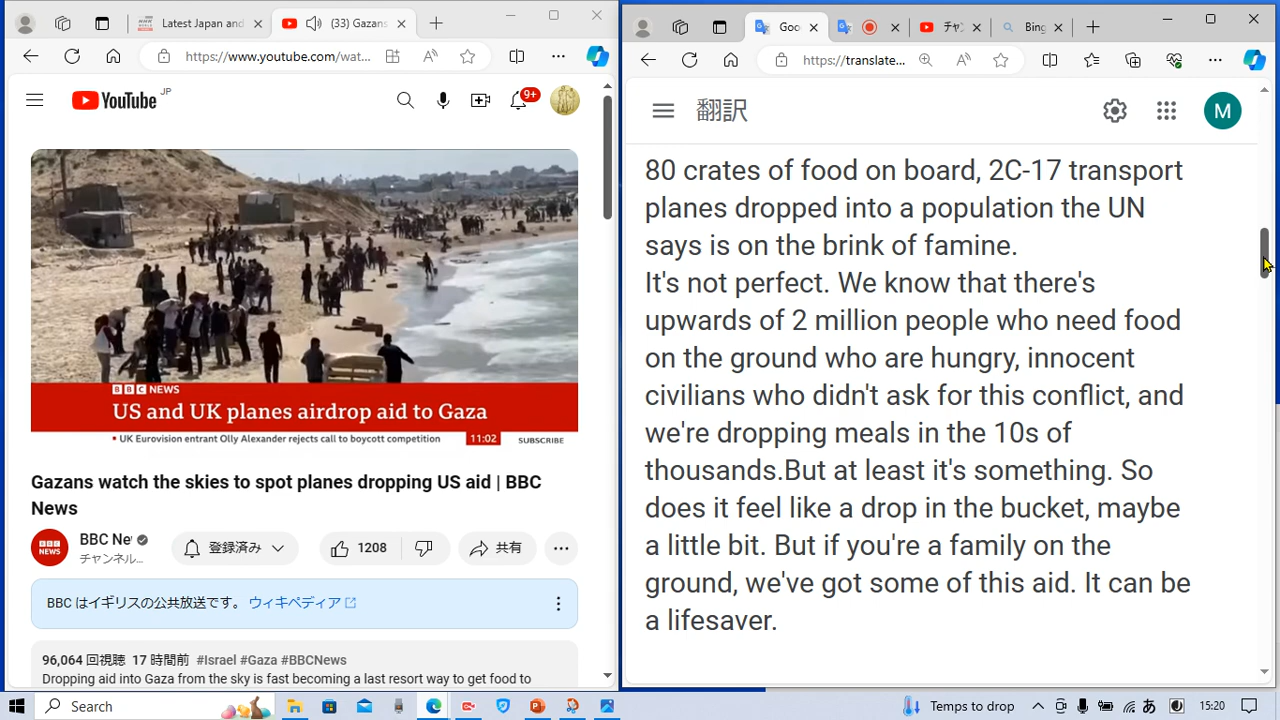 Latest Japan and
(33) Gazans
https://www.youtube.com/wat...
YouTube JP
9+
BBC NEWS
US and UK planes airdrop aid to Gaza
• UK Eurovision entrant Olly Alexander rejects call to boycott competition 11:02 SUBSCRIBE
Gazans watch the skies to spot planes dropping US aid | BBC
News
BBC NEWS
BBC Ne
チャンネル...
登録済み
1208
共有
BBC はイギリスの公共放送です。 ウィキペディア
96,064 回視聴 17 時間前 #Israel #Gaza #BBCNews
Dropping aid into Gaza from the sky is fast becoming a last resort way to get food to
Goo
チャン
Bing
https://translate...
翻訳
M
80 crates of food on board, 2C-17 transport
planes dropped into a population the UN
says is on the brink of famine.
It's not perfect. We know that there's
upwards of 2 million people who need food
on the ground who are hungry, innocent
civilians who didn't ask for this conflict, and
we're dropping meals in the 10s of
thousands.But at least it's something. So
does it feel like a drop in the bucket, maybe
a little bit. But if you're a family on the
ground, we've got some of this aid. It can be
a lifesaver.
Search
Temps to drop
あ
15:20